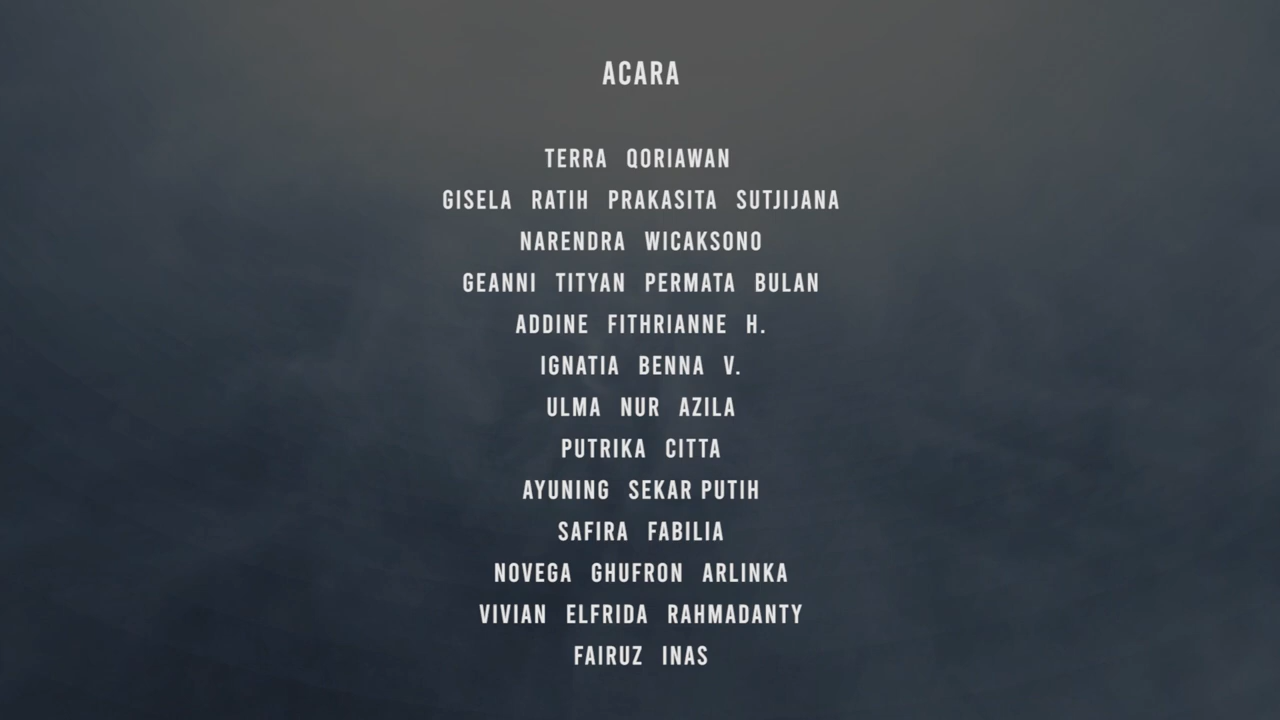 ACARA
TERRA QORIAWAN
GISELA RATIH PRAKASITA SUTJIJANA
NARENDRA WICAKSONO
GEANNI TITYAN PERMATA BULAN
ADDINE FITHRIANNE H.
IGNATIA BENNA V.
ULMA NUR AZILA
PUTRIKA CITTA
AYUNING SEKAR PUTIH
SAFIRA FABILIA
NOVEGA GHUFRON ARLINKA
VIVIAN ELFRIDA RAHMADANTY
FAIRUZ INAS